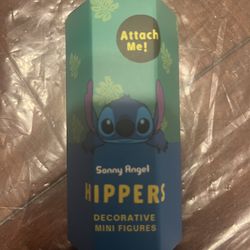 Attach
Me!
Sonny Angel
HIPPERS
DECORATIVE
MINI FIGURES